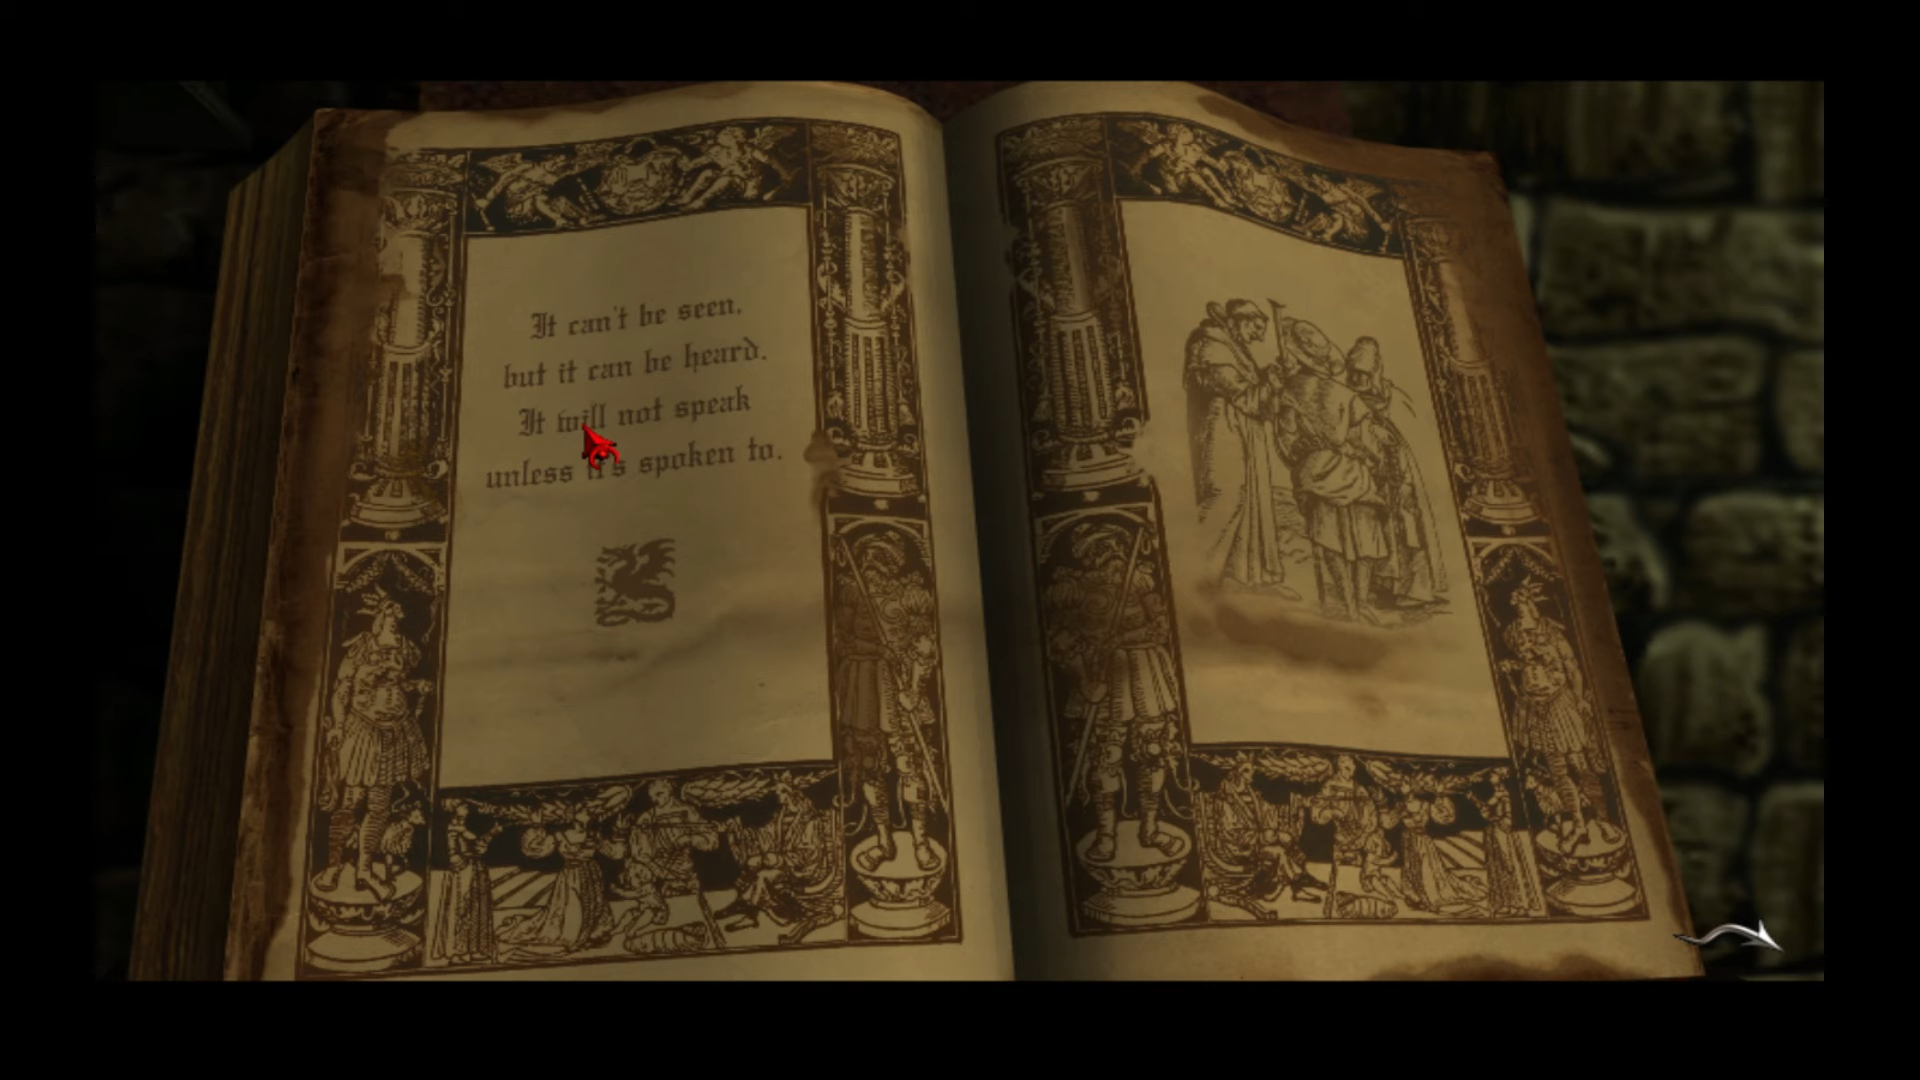 It can't be seen,
but it can be heard.
It will not speak
unless it's spoken to.